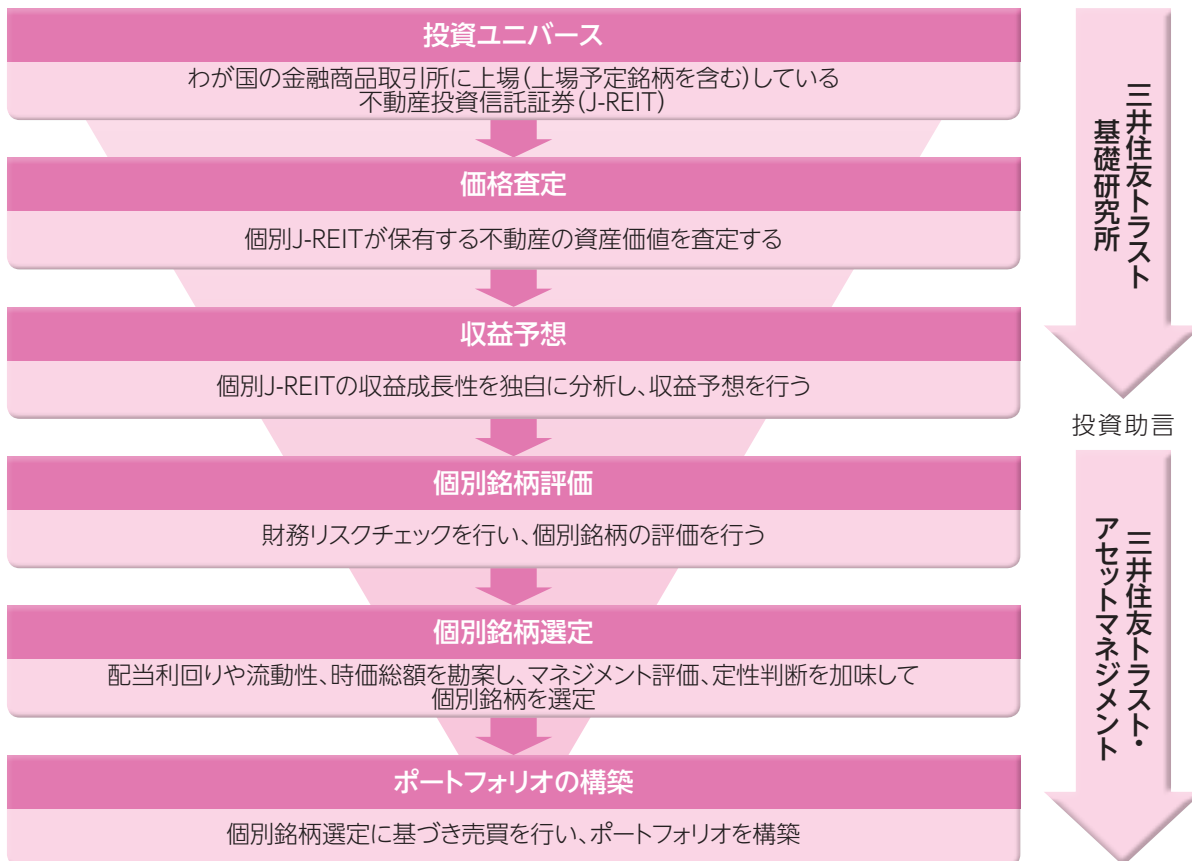 投資ユニバース
わが国の金融商品取引所に上場(上場予定銘柄を含む)している
不動産投資信託証券(J-REIT)
価格査定
個別J-REITが保有する不動産の資産価値を査定する
収益予想
個別J-REITの収益成長性を独自に分析し、収益予想を行う
個別銘柄評価
財務リスクチェックを行い、個別銘柄の評価を行う
個別銘柄選定
配当利回りや流動性、時価総額を勘案し、マネジメント評価、定性判断を加味して
個別銘柄を選定
ポートフォリオの構築
個別銘柄選定に基づき売買を行い、ポートフォリオを構築
三井住友トラスト
基礎研究所
投資助言
三井住友トラスト・
アセットマネジメント